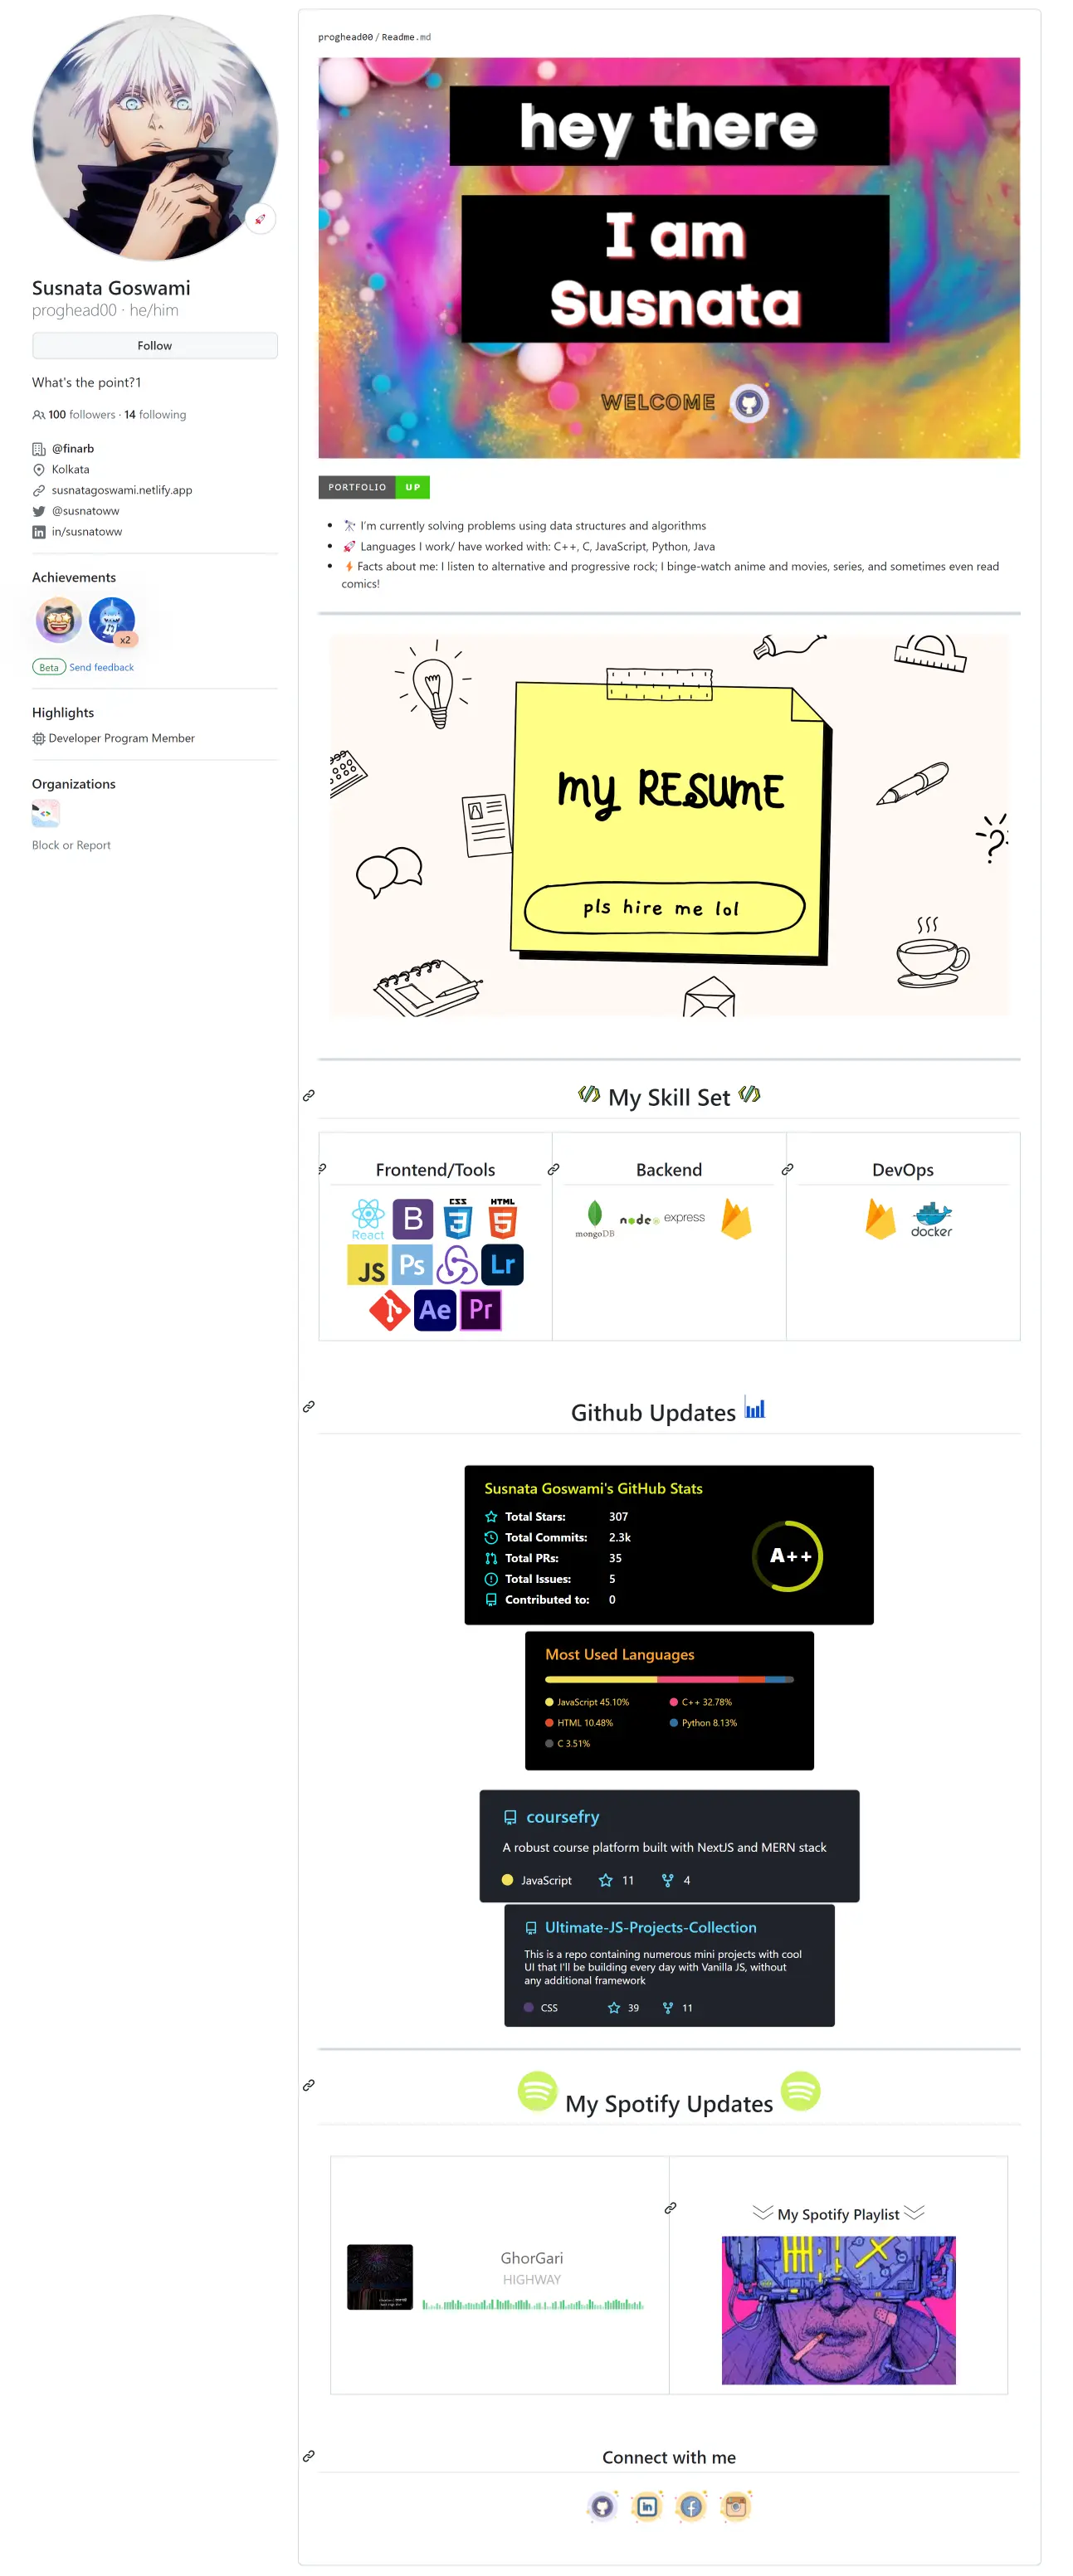 Susnata Goswami
proghead00 · he/him
Follow
What's the point?1
100 followers · 14 following
@finarb
Kolkata
susnatagoswami.netlify.app
@susnatoww
in/susnatoww
Achievements
x2
Beta Send feedback
Highlights
Developer Program Member
Organizations
Block or Report
proghead00 / Readme.md
hey there
I am
Susnata
WELCOME
PORTFOLIO UP
I'm currently solving problems using data structures and algorithms
Languages I work/ have worked with: C++, C, JavaScript, Python, Java
Facts about me: I listen to alternative and progressive rock; I binge-watch anime and movies, series, and sometimes even read
comics!
my RESUME
pls hire me lol
My Skill Set
Frontend/Tools
React B CSS 3 HTML 5
JS Ps Lr
Ae Pr
Backend
mongoDB node express
DevOps
docker
Github Updates
Susnata Goswami's GitHub Stats
Total Stars: 307
Total Commits: 2.3k
Total PRs: 35
Total Issues: 5
Contributed to: 0
A++
Most Used Languages
JavaScript 45.10% C++ 32.78%
HTML 10.48% Python 8.13%
C 3.51%
coursefry
A robust course platform built with NextJS and MERN stack
JavaScript 11 4
Ultimate-JS-Projects-Collection
This is a repo containing numerous mini projects with cool
UI that I'll be building every day with Vanilla JS, without
any additional framework
CSS 39 11
My Spotify Updates
GhorGari
HIGHWAY
My Spotify Playlist
Connect with me
in f